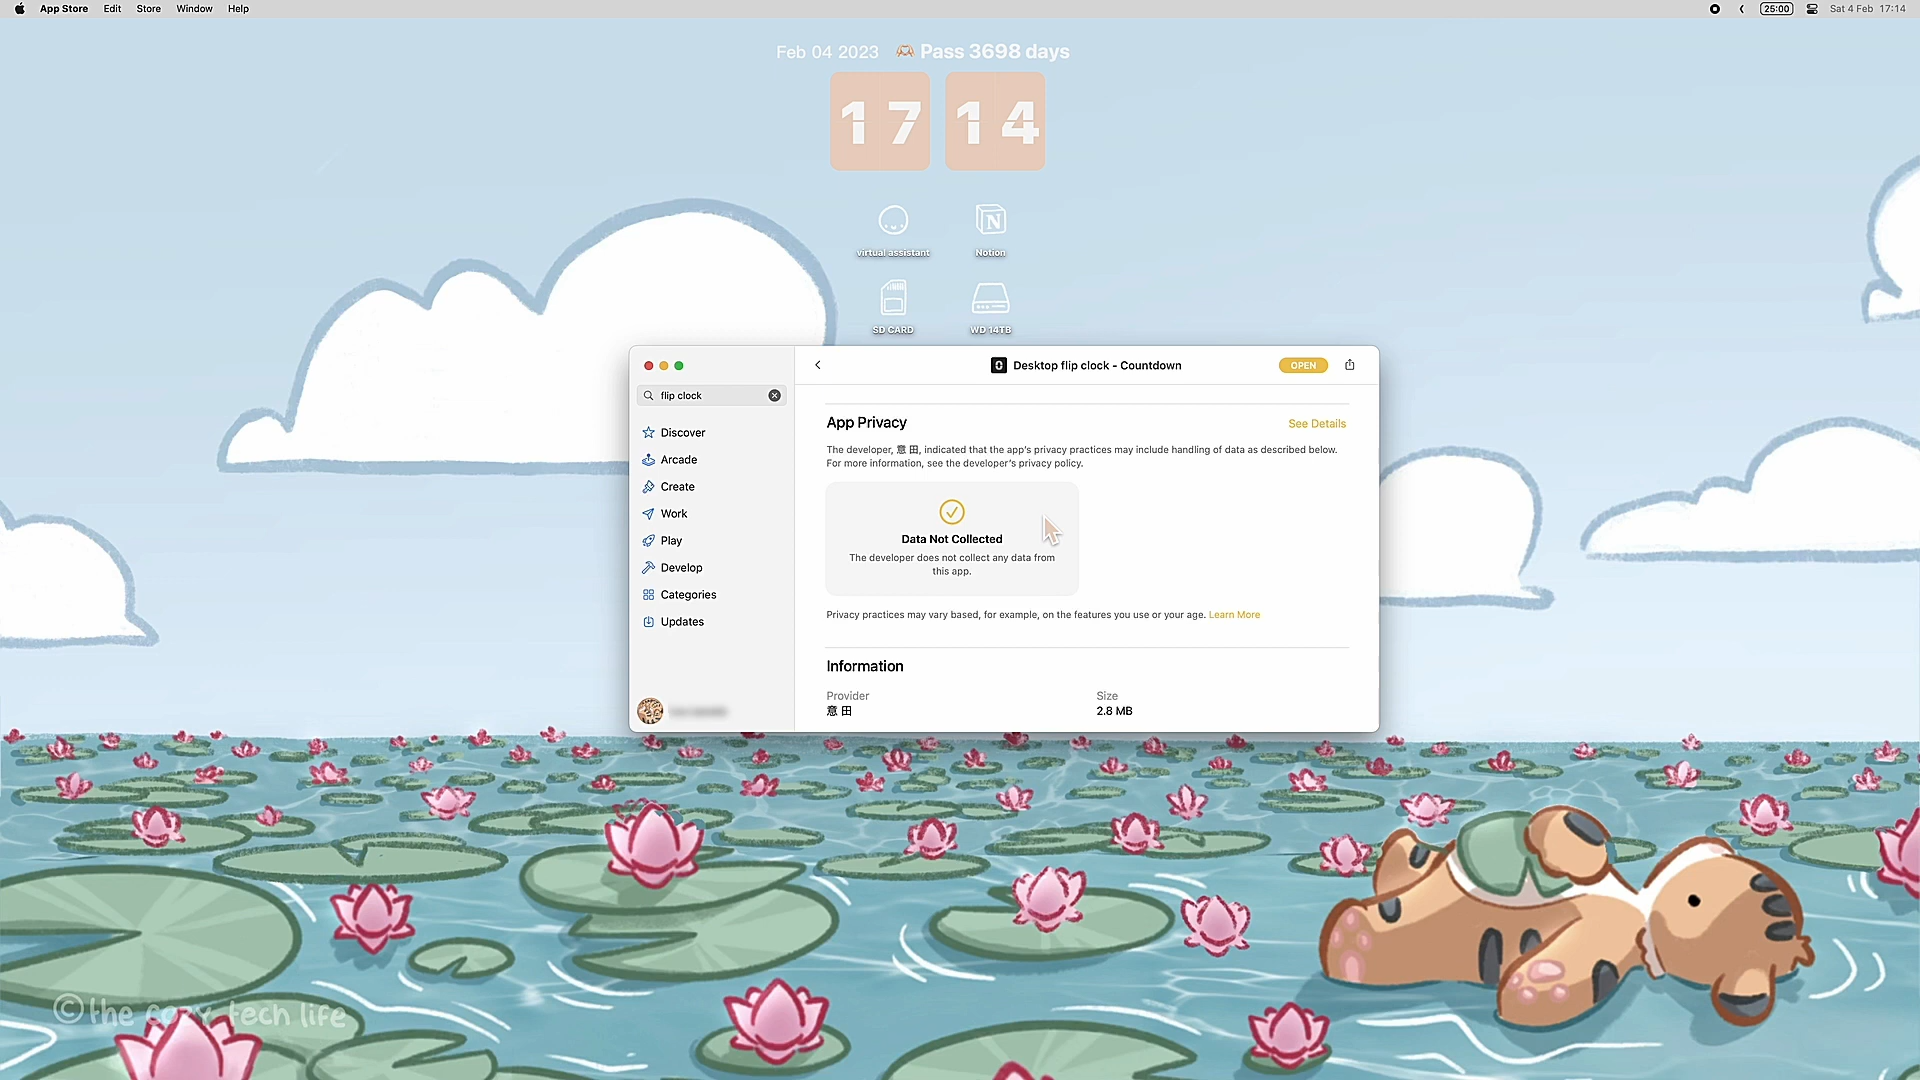 App Store Edit Store Window Help
25:00 Sat 4 Feb 17:14
Feb 04 2023 Pass 3698 days
17 14
virtual assistant
Notion
SD CARD
WD 14TB
Desktop flip clock - Countdown
OPEN
flip clock
Discover
Arcade
Create
Work
Play
Develop
Categories
Updates
App Privacy
See Details
The developer, 意 田, indicated that the app's privacy practices may include handling of data as described below.
For more information, see the developer's privacy policy.
Data Not Collected
The developer does not collect any data from
this app.
Privacy practices may vary based, for example, on the features you use or your age. Learn More
Information
Provider
意 田
Size
2.8 MB
©the cozy tech life